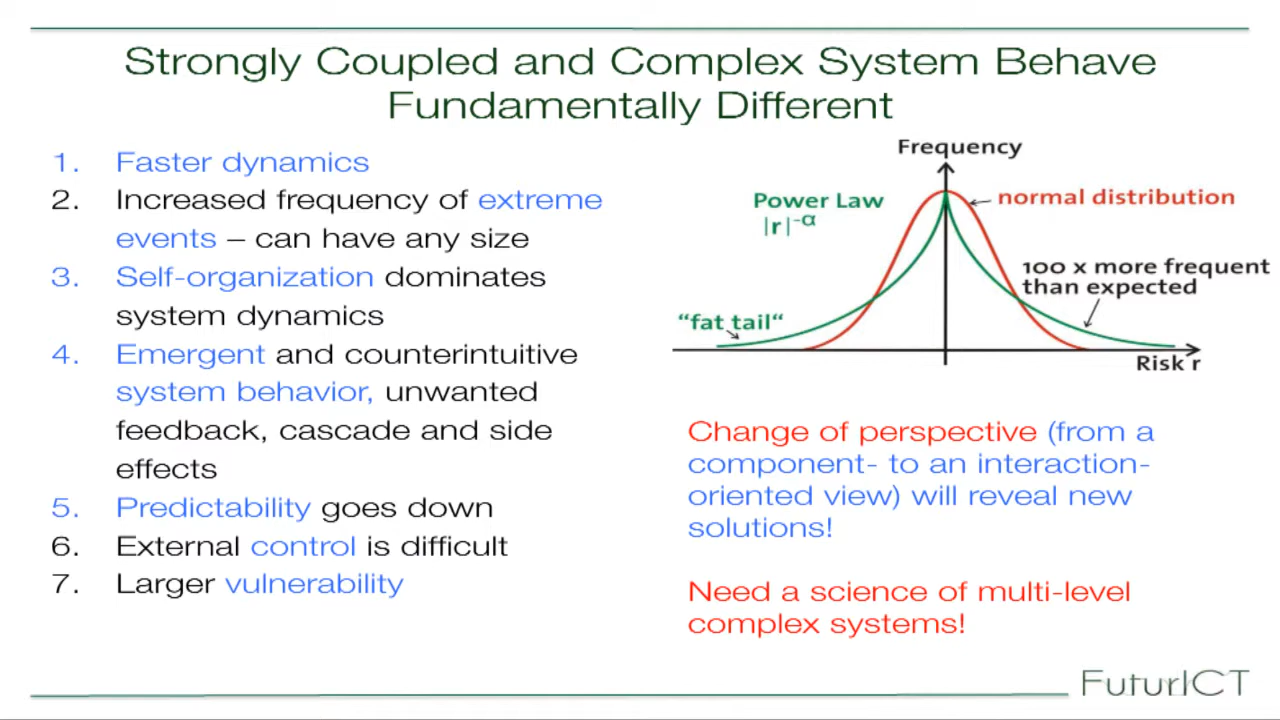 Strongly Coupled and Complex System Behave
Fundamentally Different
1. Faster dynamics
2. Increased frequency of extreme
events – can have any size
3. Self-organization dominates
system dynamics
4. Emergent and counterintuitive
system behavior, unwanted
feedback, cascade and side
effects
5. Predictability goes down
6. External control is difficult
7. Larger vulnerability
Frequency
Power Law
|r|-α
normal distribution
100 x more frequent
than expected
"fat tail"
Risk r
Change of perspective (from a
component- to an interaction-
oriented view) will reveal new
solutions!
Need a science of multi-level
complex systems!
FuturICT